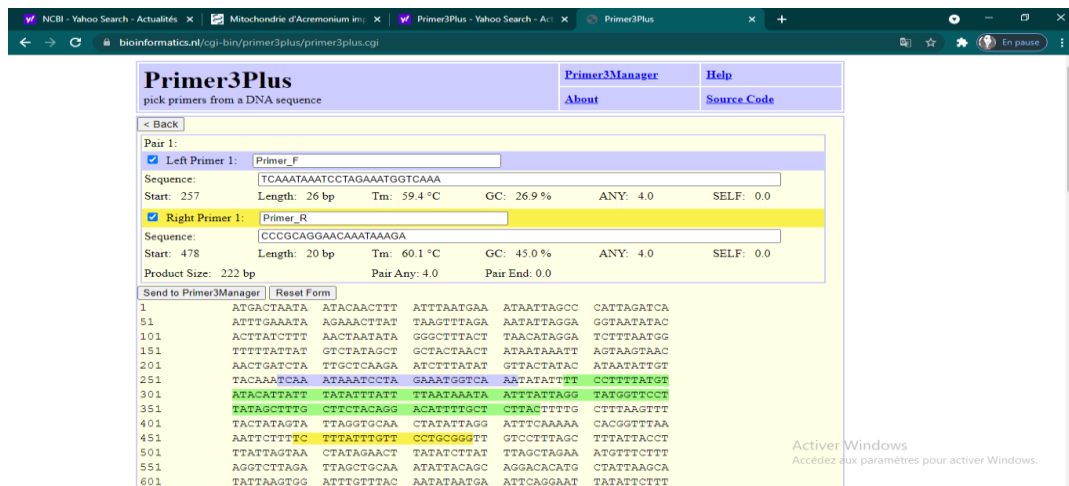 NCBI - Yahoo Search - Actualités × Mitochondrie d'Acremonium imp × Primer3Plus - Yahoo Search - Act × Primer3Plus × +
bioinformatics.nl/cgi-bin/primer3plus/primer3plus.cgi En pause
Primer3Plus
pick primers from a DNA sequence
Primer3Manager Help
About Source Code
< Back
Pair 1:
Left Primer 1: Primer_F
Sequence: TCAAATAAATCCTAGAAATGGTCAAA
Start: 257 Length: 26 bp Tm: 59.4 °C GC: 26.9 % ANY: 4.0 SELF: 0.0
Right Primer 1: Primer_R
Sequence: CCCGCAGGAACAAATAAAGA
Start: 478 Length: 20 bp Tm: 60.1 °C GC: 45.0 % ANY: 4.0 SELF: 0.0
Product Size: 222 bp Pair Any: 4.0 Pair End: 0.0
Send to Primer3Manager Reset Form
1 ATGACTAATA ATACAACTTT ATTTAATGAA ATAATTAGCC CATTAGATCA
51 ATTTGAAATA AGAAACTTAT TAAGTTTAGA AATATTAGGA GGTAATATAC
101 ACTTATCTTT AACTAATATA GGGCTTTACT TAACATAGGA TCTTTAATGG
151 TTTTTATTAT GTCTATAGCT GCTACTAACT ATAATAAATT AGTAAGTAAC
201 AACTGATCTA TTGCTCAAGA ATCTTTATAT GTTACTATAC ATAATATTGT
251 TACAAATCAA ATAAATCCTA GAAATGGTCA AATATATTTT CCTTTTATGT
301 ATACATTATT TATATTTATT TTAATAAATA ATTTATTAGG TATGGTTCCT
351 TATAGCTTTG CTTCTACAGG ACATTTTGCT CTTACTTTTG CTTTAAGTTT
401 TACTATAGTA TTAGGTGCAA CTATATTAGG ATTTCAAAAA CACGGTTTAA
451 AATTCTTTTC TTTATTTGTT CCTGCGGGTT GTCCTTTAGC TTTATTACCT
501 TTATTAGTAA CTATAGAACT TATATCTTAT TTAGCTAGAA ATGTTTCTTT
551 AGGTCTTAGA TTAGCTGCAA ATATTACAGC AGGACACATG CTATTAAGCA
601 TATTAAGTGG ATTTGTTTAC AATATAATGA ATTCAGGAAT TATATTCTTT
Activer Windows
Accédez aux paramètres pour activer Windows.